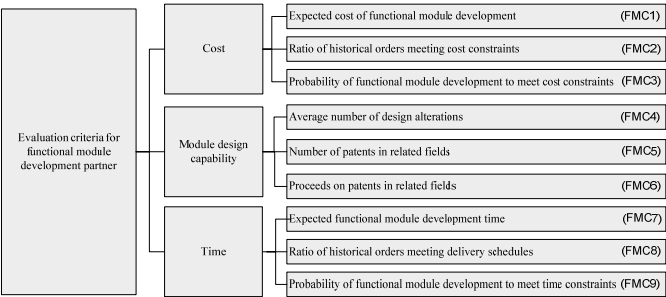 Evaluation criteria for
functional module
development partner
Cost
Expected cost of functional module development (FMC1)
Ratio of historical orders meeting cost constraints (FMC2)
Probability of functional module development to meet cost constraints (FMC3)
Module design
capability
Average number of design alterations (FMC4)
Number of patents in related fields (FMC5)
Proceeds on patents in related fields (FMC6)
Time
Expected functional module development time (FMC7)
Ratio of historical orders meeting delivery schedules (FMC8)
Probability of functional module development to meet time constraints (FMC9)